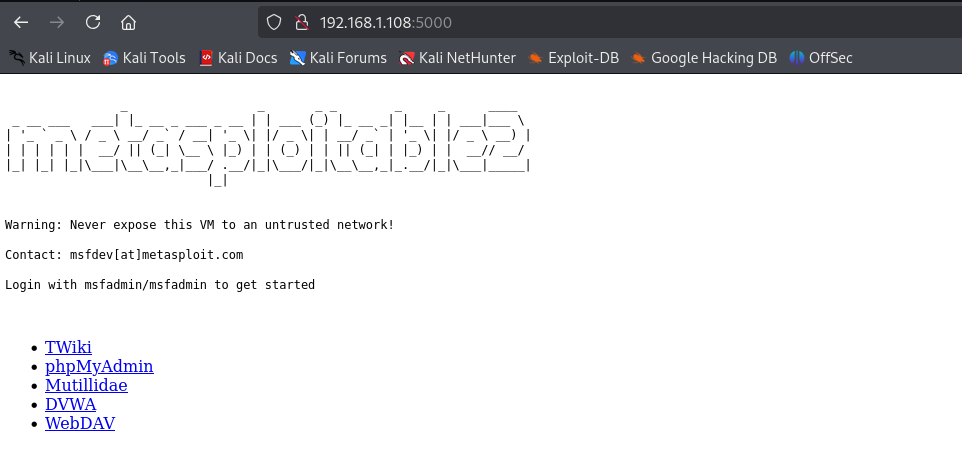 192.168.1.108:5000
Kali Linux Kali Tools Kali Docs Kali Forums Kali NetHunter Exploit-DB Google Hacking DB OffSec
metasploitable2
Warning: Never expose this VM to an untrusted network!
Contact: msfdev[at]metasploit.com
Login with msfadmin/msfadmin to get started
TWiki
phpMyAdmin
Mutillidae
DVWA
WebDAV